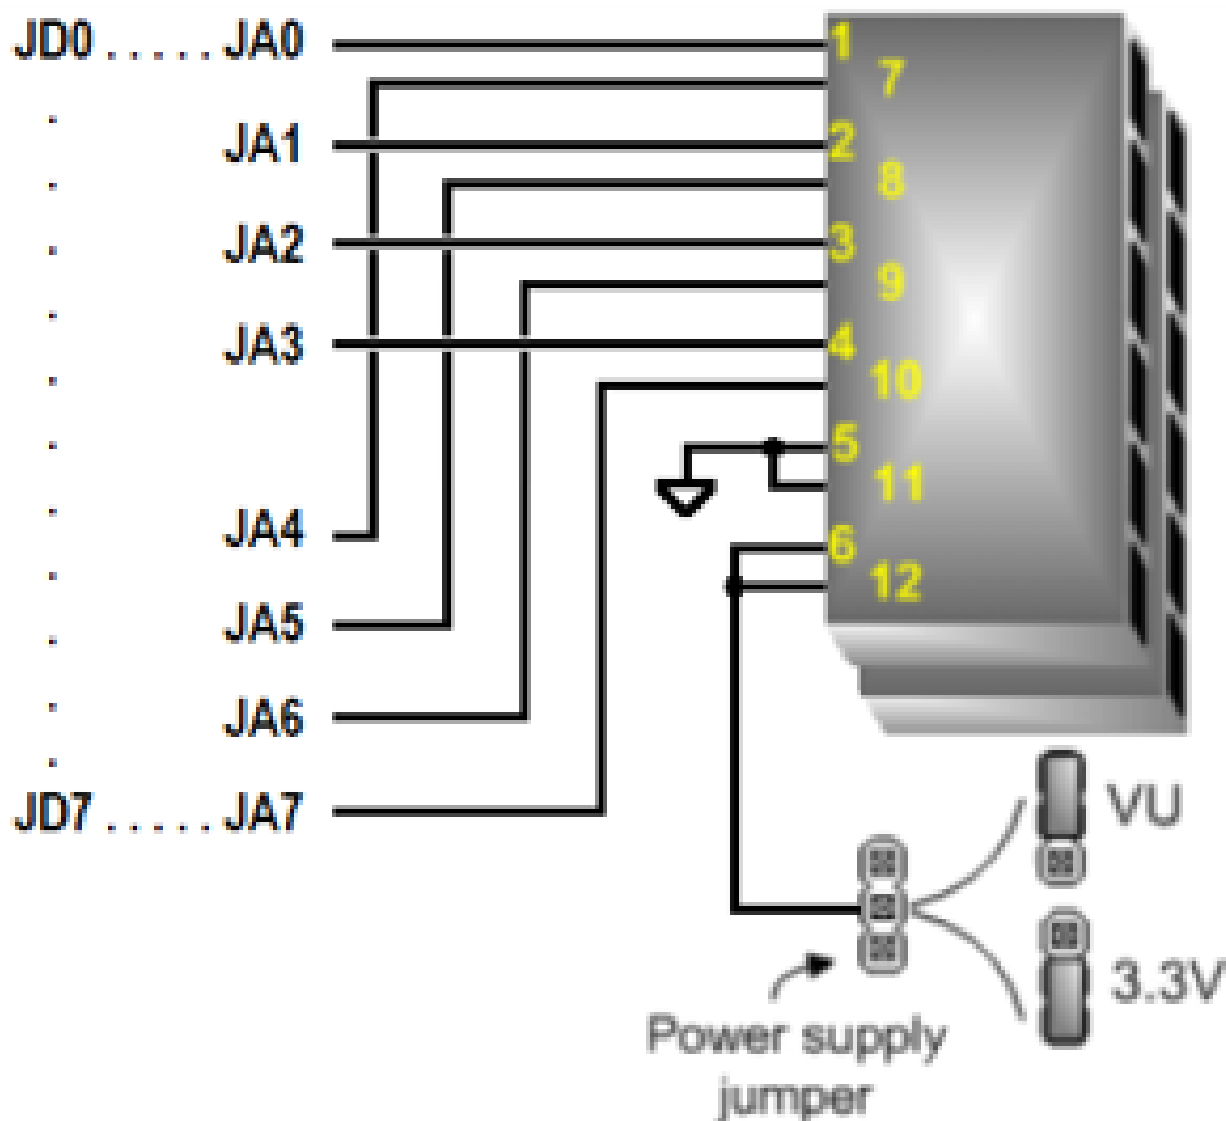 JD0 . . . . . JA0
1
7
JA1
2
8
JA2
3
9
JA3
4
10
5
11
JA4
6
12
JA5
JA6
VU
JD7 . . . . . JA7
3.3V
Power supply
jumper